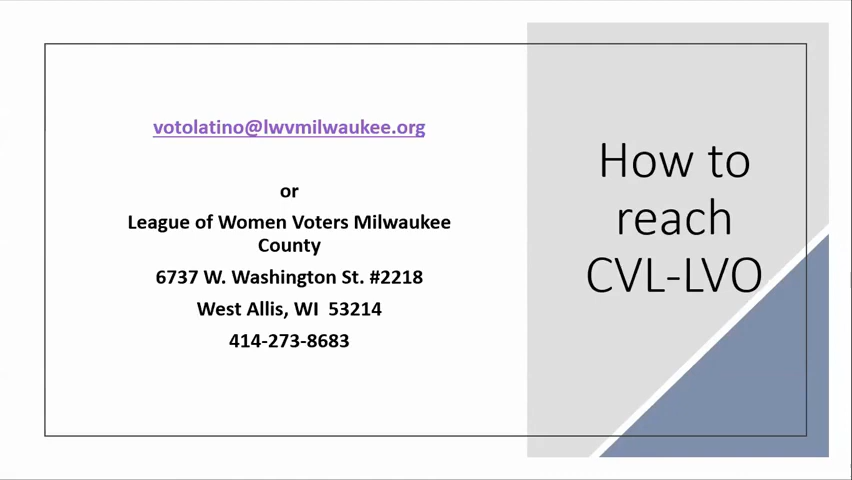 votolatino@lwvmilwaukee.org
or
League of Women Voters Milwaukee
County
6737 W. Washington St. #2218
West Allis, WI  53214
414-273-8683
How to
reach
CVL-LVO